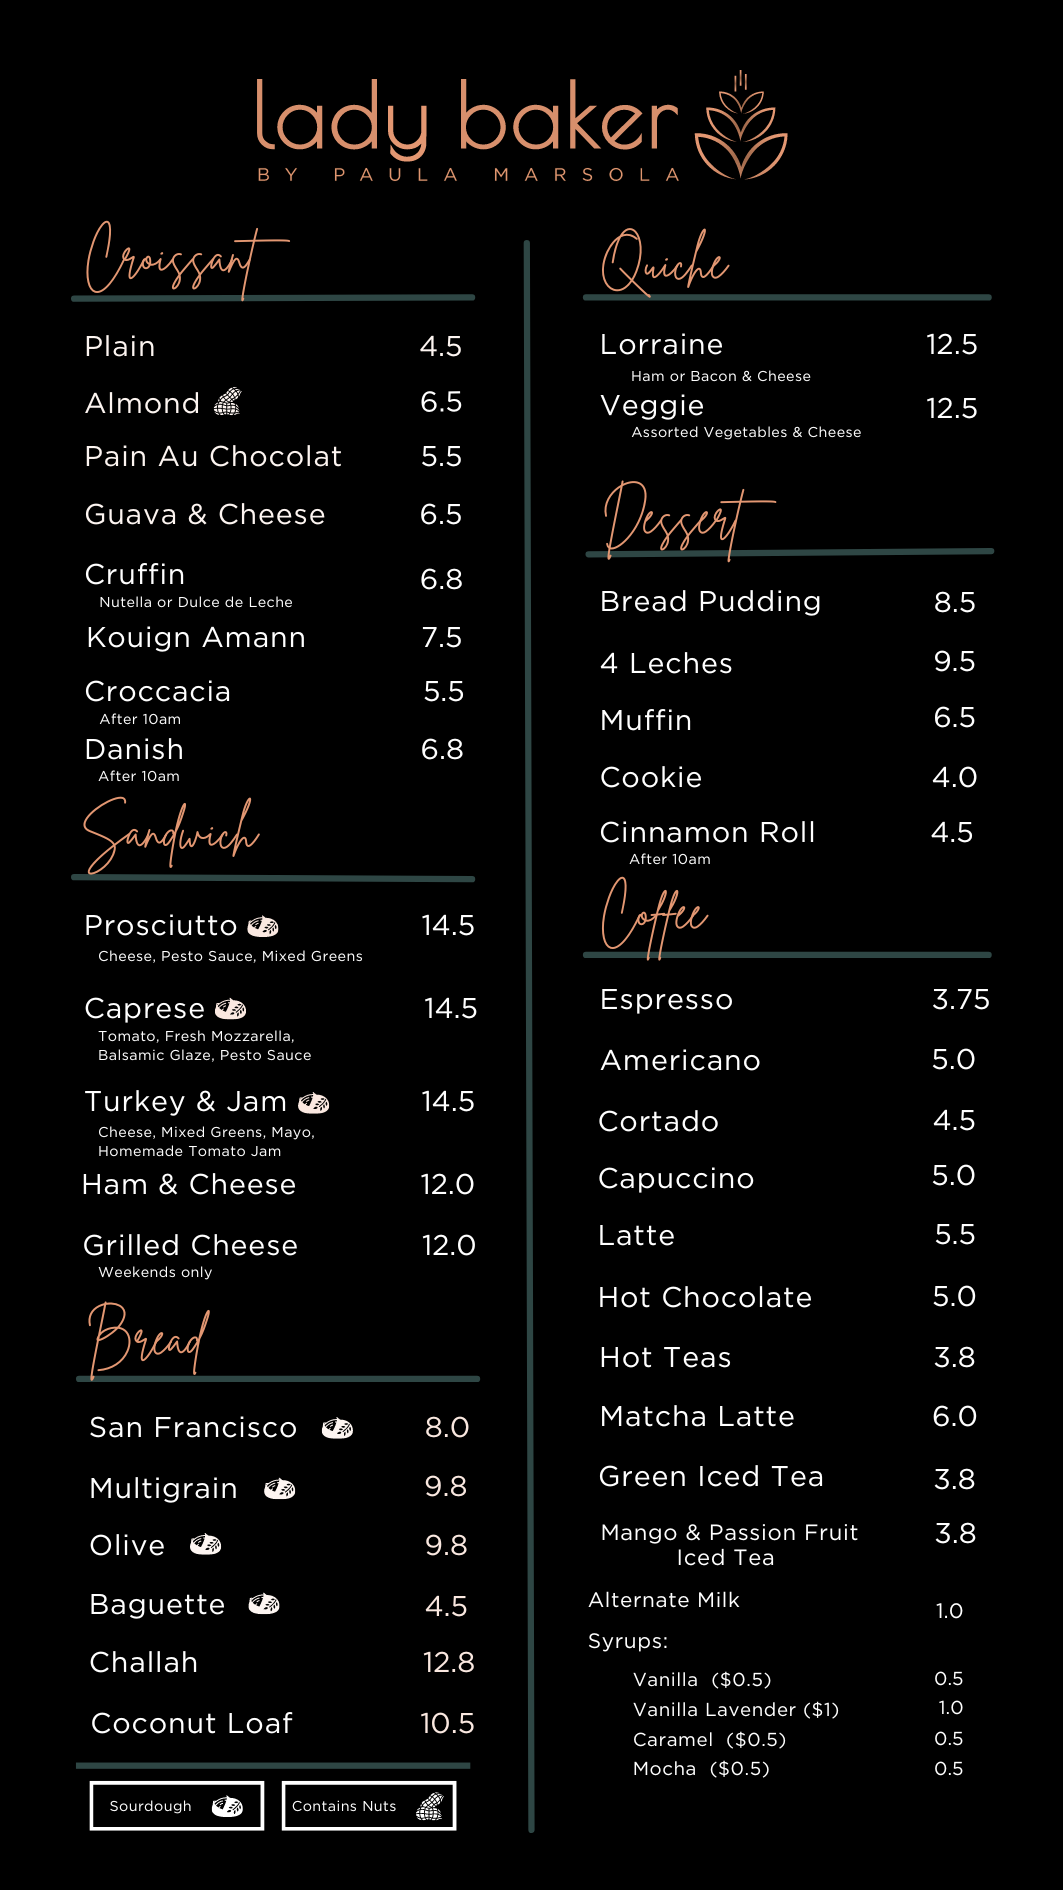 lady baker
BY PAULA MARSOLA
Croissant
Plain 4.5
Almond 6.5
Pain Au Chocolat 5.5
Guava & Cheese 6.5
Cruffin 6.8
Nutella or Dulce de Leche
Kouign Amann 7.5
Croccacia 5.5
After 10am
Danish 6.8
After 10am
Sandwich
Prosciutto 14.5
Cheese, Pesto Sauce, Mixed Greens
Caprese 14.5
Tomato, Fresh Mozzarella,
Balsamic Glaze, Pesto Sauce
Turkey & Jam 14.5
Cheese, Mixed Greens, Mayo,
Homemade Tomato Jam
Ham & Cheese 12.0
Grilled Cheese 12.0
Weekends only
Bread
San Francisco 8.0
Multigrain 9.8
Olive 9.8
Baguette 4.5
Challah 12.8
Coconut Loaf 10.5
Sourdough
Contains Nuts
Quiche
Lorraine 12.5
Ham or Bacon & Cheese
Veggie 12.5
Assorted Vegetables & Cheese
Dessert
Bread Pudding 8.5
4 Leches 9.5
Muffin 6.5
Cookie 4.0
Cinnamon Roll 4.5
After 10am
Coffee
Espresso 3.75
Americano 5.0
Cortado 4.5
Capuccino 5.0
Latte 5.5
Hot Chocolate 5.0
Hot Teas 3.8
Matcha Latte 6.0
Green Iced Tea 3.8
Mango & Passion Fruit 3.8
Iced Tea
Alternate Milk 1.0
Syrups:
Vanilla ($0.5) 0.5
Vanilla Lavender ($1) 1.0
Caramel ($0.5) 0.5
Mocha ($0.5) 0.5